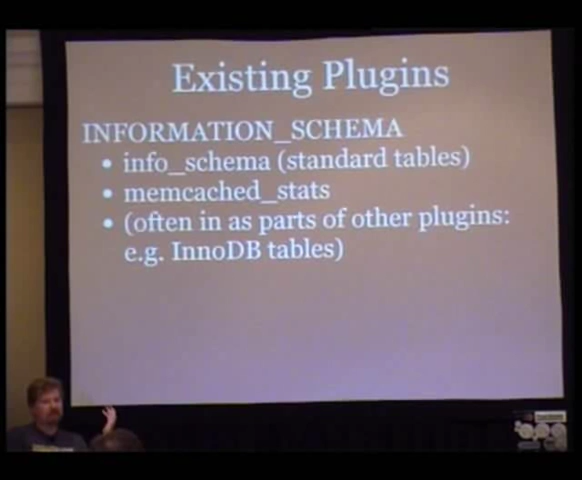 Existing Plugins
INFORMATION_SCHEMA
• info_schema (standard tables)
• memcached_stats
• (often in as parts of other plugins:
e.g. InnoDB tables)